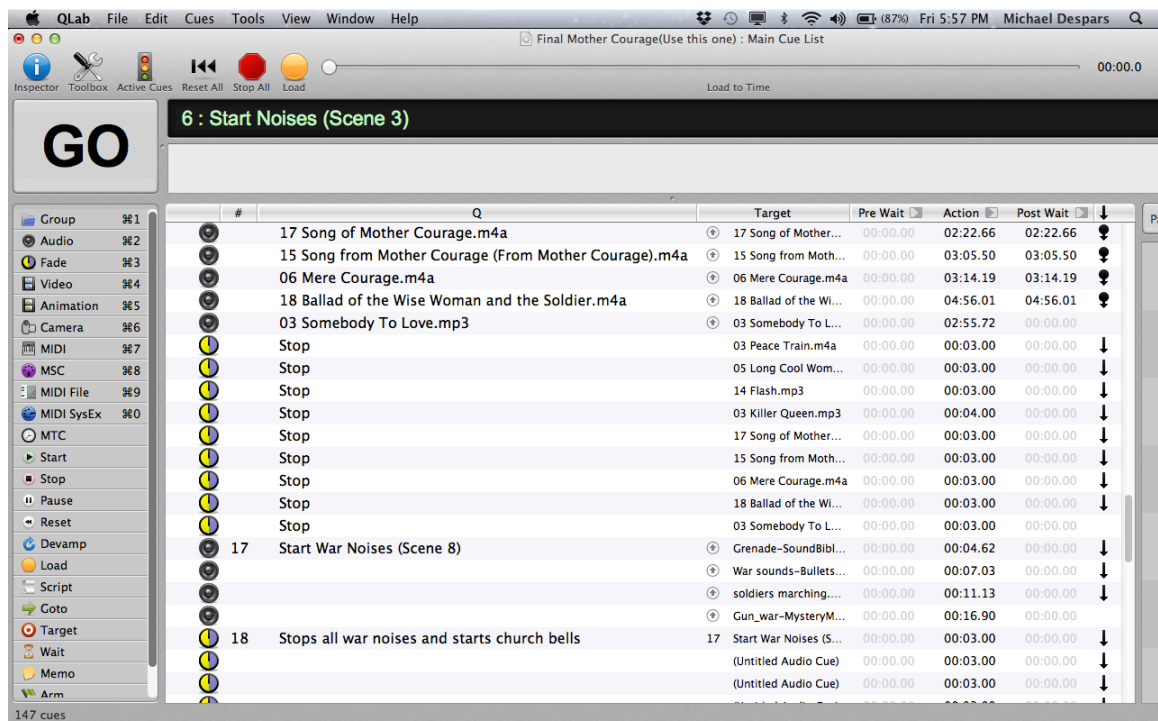 QLab File Edit Cues Tools View Window Help (87%) Fri 5:57 PM Michael Despars
Final Mother Courage(Use this one) : Main Cue List
00:00.0
Inspector Toolbox Active Cues Reset All Stop All Load Load to Time
GO
6 : Start Noises (Scene 3)
# Q Target Pre Wait Action Post Wait
Group ⌘1
Audio ⌘2
Fade ⌘3
Video ⌘4
Animation ⌘5
Camera ⌘6
MIDI ⌘7
MSC ⌘8
MIDI File ⌘9
MIDI SysEx ⌘0
MTC
Start
Stop
Pause
Reset
Devamp
Load
Script
Goto
Target
Wait
Memo
Arm
17 Song of Mother Courage.m4a 17 Song of Mother... 00:00.00 02:22.66 02:22.66
15 Song from Mother Courage (From Mother Courage).m4a 15 Song from Moth... 00:00.00 03:05.50 03:05.50
06 Mere Courage.m4a 06 Mere Courage.m4a 00:00.00 03:14.19 03:14.19
18 Ballad of the Wise Woman and the Soldier.m4a 18 Ballad of the Wi... 00:00.00 04:56.01 04:56.01
03 Somebody To Love.mp3 03 Somebody To L... 00:00.00 02:55.72 00:00.00
Stop 03 Peace Train.m4a 00:00.00 00:03.00 00:00.00
Stop 05 Long Cool Wom... 00:00.00 00:03.00 00:00.00
Stop 14 Flash.mp3 00:00.00 00:03.00 00:00.00
Stop 03 Killer Queen.mp3 00:00.00 00:04.00 00:00.00
Stop 17 Song of Mother... 00:00.00 00:03.00 00:00.00
Stop 15 Song from Moth... 00:00.00 00:03.00 00:00.00
Stop 06 Mere Courage.m4a 00:00.00 00:03.00 00:00.00
Stop 18 Ballad of the Wi... 00:00.00 00:03.00 00:00.00
Stop 03 Somebody To L... 00:00.00 00:03.00 00:00.00
17 Start War Noises (Scene 8) Grenade-SoundBibl... 00:00.00 00:04.62 00:00.00
War sounds-Bullets... 00:00.00 00:07.03 00:00.00
soldiers marching.... 00:00.00 00:11.13 00:00.00
Gun_war-MysteryM... 00:00.00 00:16.90 00:00.00
18 Stops all war noises and starts church bells 17 Start War Noises (S... 00:00.00 00:03.00 00:00.00
(Untitled Audio Cue) 00:00.00 00:03.00 00:00.00
(Untitled Audio Cue) 00:00.00 00:03.00 00:00.00
147 cues